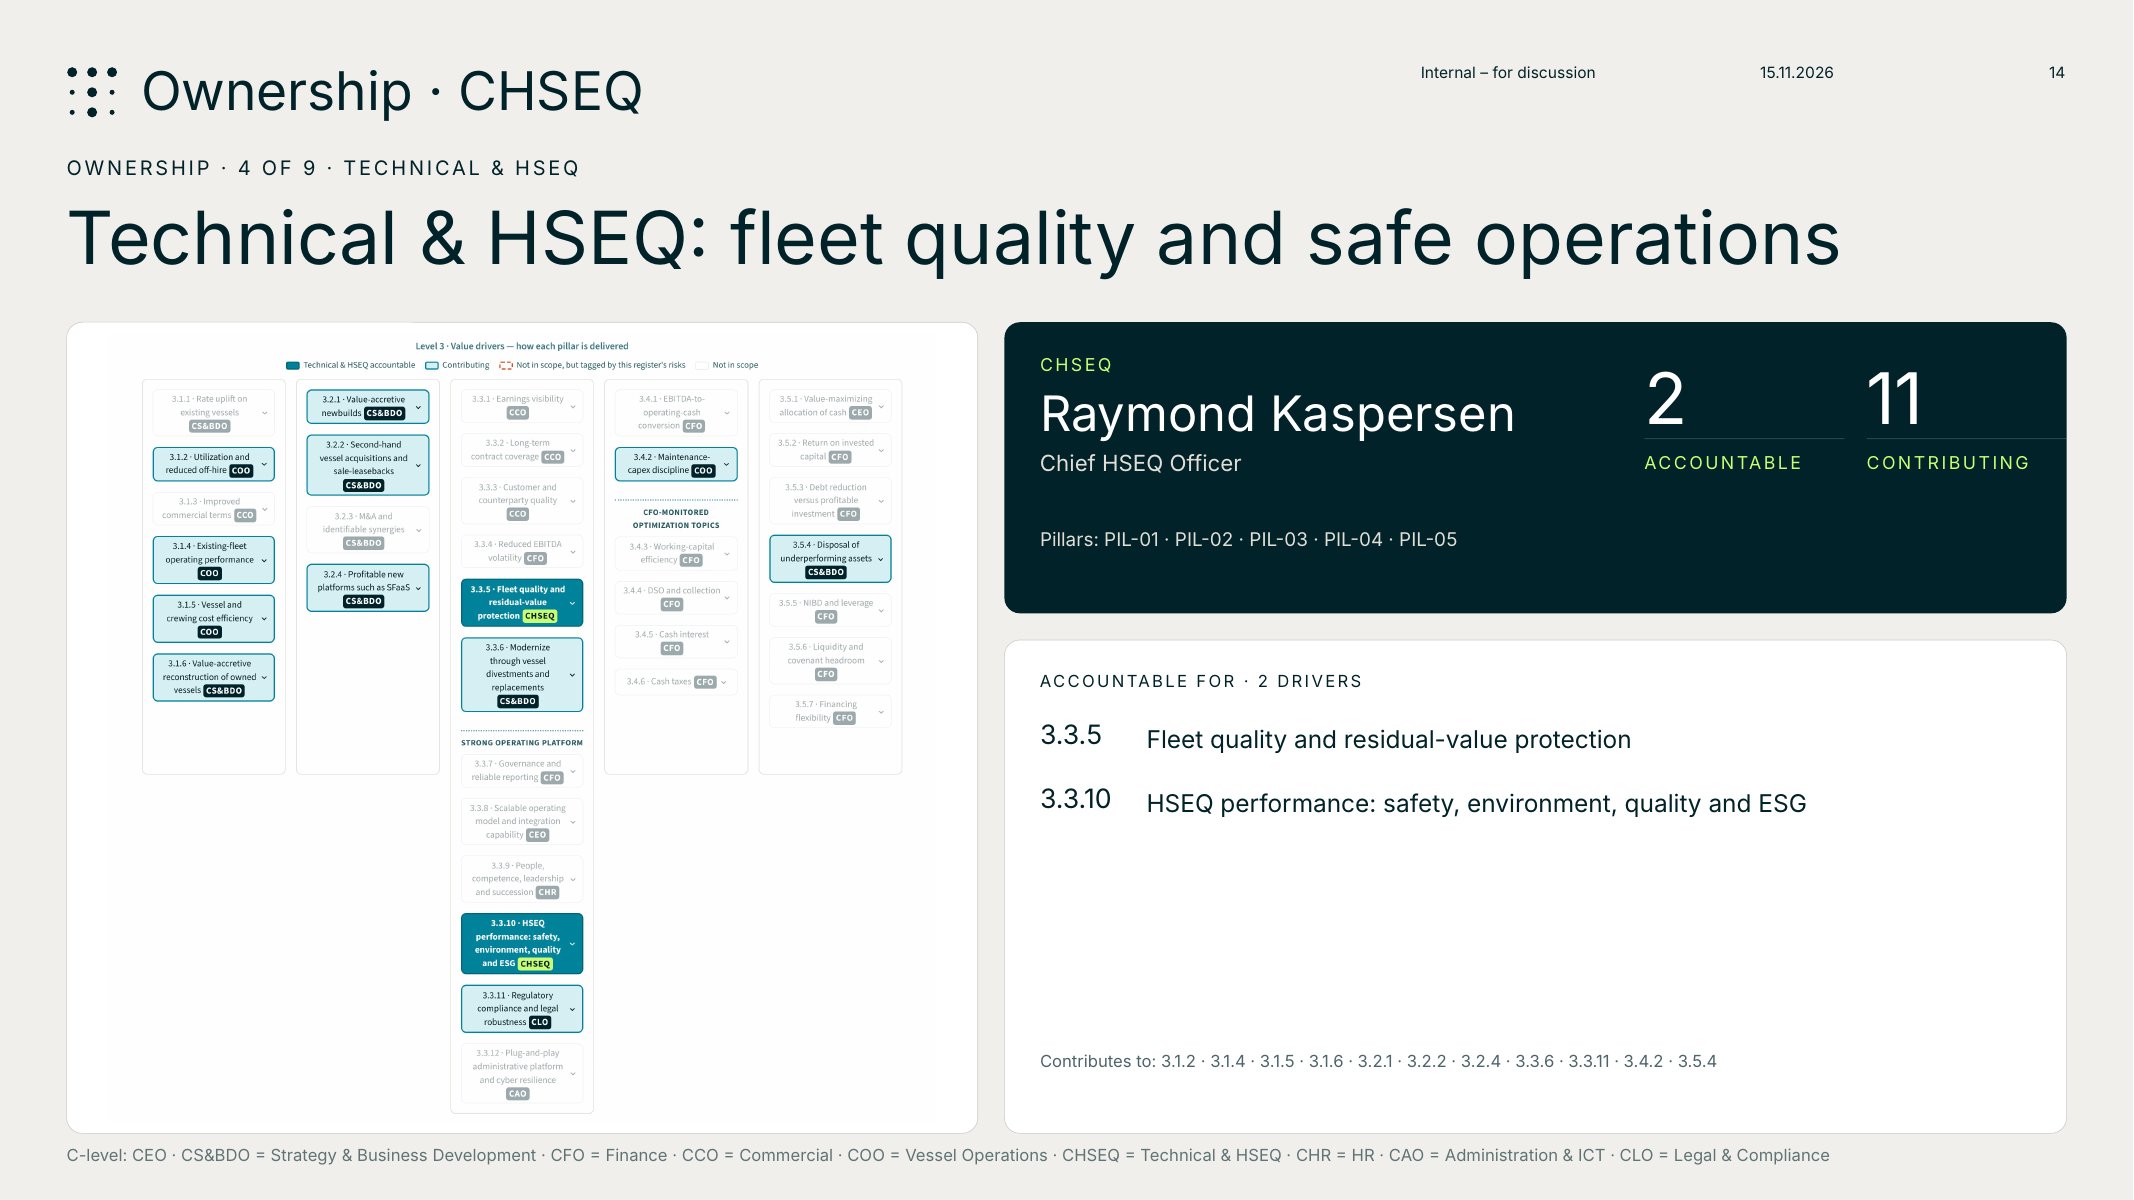 Ownership · CHSEQ
Internal – for discussion
15.11.2026
14
OWNERSHIP · 4 OF 9 · TECHNICAL & HSEQ
Technical & HSEQ: fleet quality and safe operations
Level 3 · Value drivers — how each pillar is delivered
Technical & HSEQ accountable
Contributing
Not in scope, but tagged by this register's risks
Not in scope
3.1.1 · Rate uplift on
existing vessels
CS&BDO
3.1.2 · Utilization and
reduced off-hire COO
3.1.3 · Improved
commercial terms CCO
3.1.4 · Existing-fleet
operating performance
COO
3.1.5 · Vessel and
crewing cost efficiency
COO
3.1.6 · Value-accretive
reconstruction of owned
vessels CS&BDO
3.2.1 · Value-accretive
newbuilds CS&BDO
3.2.2 · Second-hand
vessel acquisitions and
sale-leasebacks
CS&BDO
3.2.3 · M&A and
identifiable synergies
CS&BDO
3.2.4 · Profitable new
platforms such as SFaaS
CS&BDO
3.3.1 · Earnings visibility
CCO
3.3.2 · Long-term
contract coverage CCO
3.3.3 · Customer and
counterparty quality
CCO
3.3.4 · Reduced EBITDA
volatility CFO
3.3.5 · Fleet quality and
residual-value
protection CHSEQ
3.3.6 · Modernize
through vessel
divestments and
replacements
CS&BDO
STRONG OPERATING PLATFORM
3.3.7 · Governance and
reliable reporting CFO
3.3.8 · Scalable operating
model and integration
capability CEO
3.3.9 · People,
competence, leadership
and succession CHR
3.3.10 · HSEQ
performance: safety,
environment, quality
and ESG CHSEQ
3.3.11 · Regulatory
compliance and legal
robustness CLO
3.3.12 · Plug-and-play
administrative platform
and cyber resilience
CAO
3.4.1 · EBITDA-to-
operating-cash
conversion CFO
3.4.2 · Maintenance-
capex discipline COO
CFO-MONITORED
OPTIMIZATION TOPICS
3.4.3 · Working-capital
efficiency CFO
3.4.4 · DSO and collection
CFO
3.4.5 · Cash interest
CFO
3.4.6 · Cash taxes CFO
3.5.1 · Value-maximizing
allocation of cash CEO
3.5.2 · Return on invested
capital CFO
3.5.3 · Debt reduction
versus profitable
investment CFO
3.5.4 · Disposal of
underperforming assets
CS&BDO
3.5.5 · NIBD and leverage
CFO
3.5.6 · Liquidity and
covenant headroom
CFO
3.5.7 · Financing
flexibility CFO
CHSEQ
Raymond Kaspersen
Chief HSEQ Officer
2
ACCOUNTABLE
11
CONTRIBUTING
Pillars: PIL-01 · PIL-02 · PIL-03 · PIL-04 · PIL-05
ACCOUNTABLE FOR · 2 DRIVERS
3.3.5 Fleet quality and residual-value protection
3.3.10 HSEQ performance: safety, environment, quality and ESG
Contributes to: 3.1.2 · 3.1.4 · 3.1.5 · 3.1.6 · 3.2.1 · 3.2.2 · 3.2.4 · 3.3.6 · 3.3.11 · 3.4.2 · 3.5.4
C-level: CEO · CS&BDO = Strategy & Business Development · CFO = Finance · CCO = Commercial · COO = Vessel Operations · CHSEQ = Technical & HSEQ · CHR = HR · CAO = Administration & ICT · CLO = Legal & Compliance